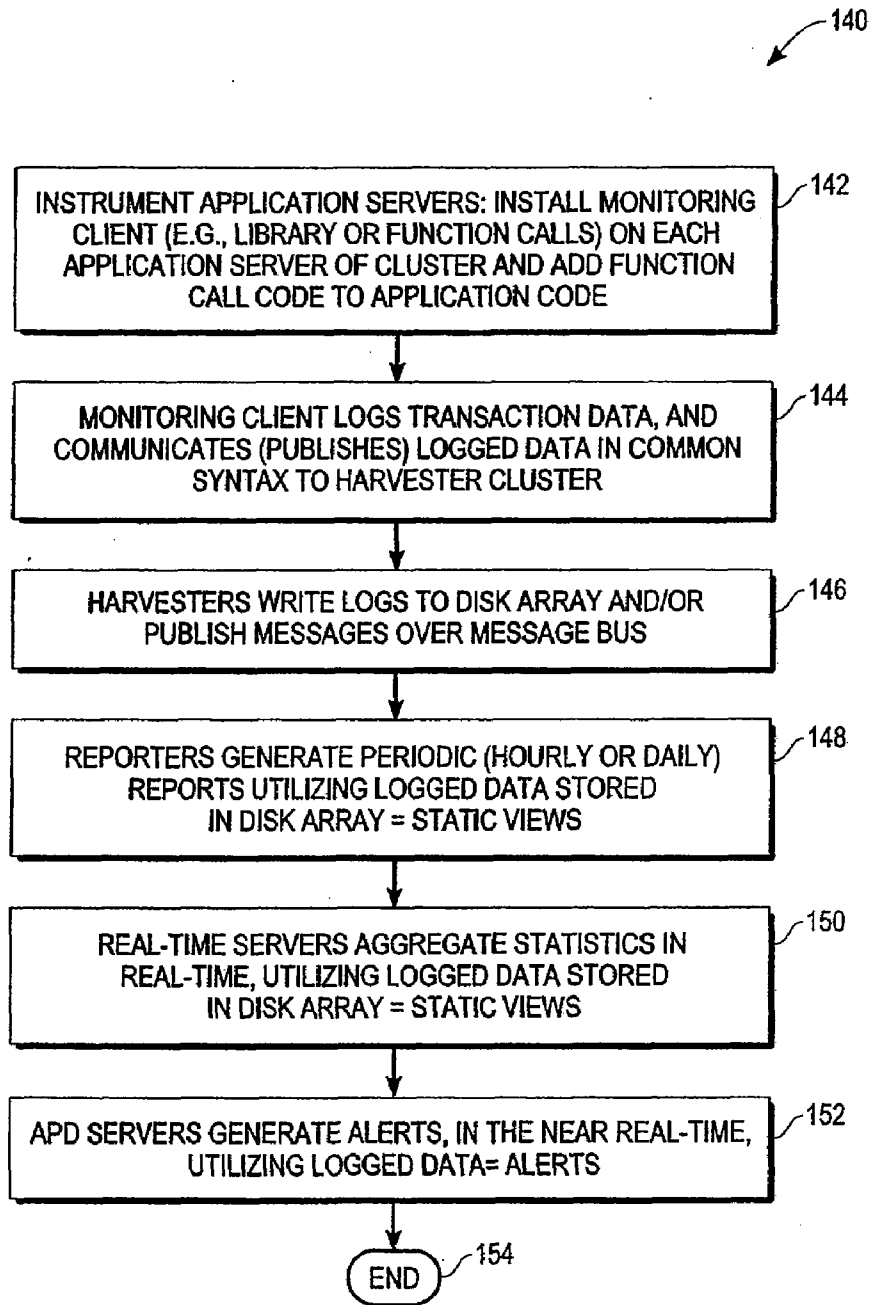 140
INSTRUMENT APPLICATION SERVERS: INSTALL MONITORING
CLIENT (E.G., LIBRARY OR FUNCTION CALLS) ON EACH
APPLICATION SERVER OF CLUSTER AND ADD FUNCTION
CALL CODE TO APPLICATION CODE
142
MONITORING CLIENT LOGS TRANSACTION DATA, AND
COMMUNICATES (PUBLISHES) LOGGED DATA IN COMMON
SYNTAX TO HARVESTER CLUSTER
144
HARVESTERS WRITE LOGS TO DISK ARRAY AND/OR
PUBLISH MESSAGES OVER MESSAGE BUS
146
REPORTERS GENERATE PERIODIC (HOURLY OR DAILY)
REPORTS UTILIZING LOGGED DATA STORED
IN DISK ARRAY = STATIC VIEWS
148
REAL-TIME SERVERS AGGREGATE STATISTICS IN
REAL-TIME, UTILIZING LOGGED DATA STORED
IN DISK ARRAY = STATIC VIEWS
150
APD SERVERS GENERATE ALERTS, IN THE NEAR REAL-TIME,
UTILIZING LOGGED DATA= ALERTS
152
END
154